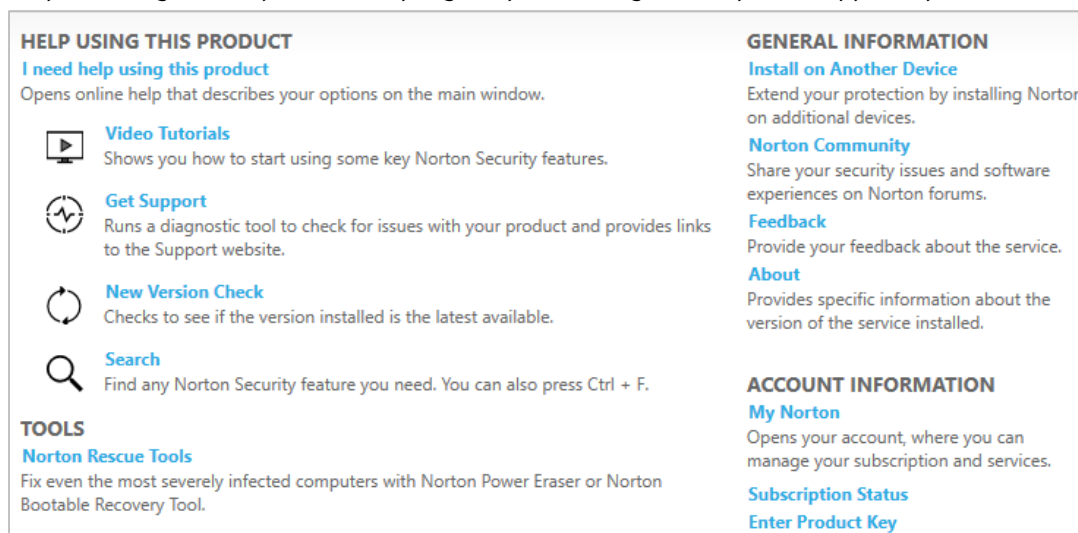 HELP USING THIS PRODUCT
I need help using this product
Opens online help that describes your options on the main window.
Video Tutorials
Shows you how to start using some key Norton Security features.
Get Support
Runs a diagnostic tool to check for issues with your product and provides links
to the Support website.
New Version Check
Checks to see if the version installed is the latest available.
Search
Find any Norton Security feature you need. You can also press Ctrl + F.
TOOLS
Norton Rescue Tools
Fix even the most severely infected computers with Norton Power Eraser or Norton
Bootable Recovery Tool.
GENERAL INFORMATION
Install on Another Device
Extend your protection by installing Norton
on additional devices.
Norton Community
Share your security issues and software
experiences on Norton forums.
Feedback
Provide your feedback about the service.
About
Provides specific information about the
version of the service installed.
ACCOUNT INFORMATION
My Norton
Opens your account, where you can
manage your subscription and services.
Subscription Status
Enter Product Key